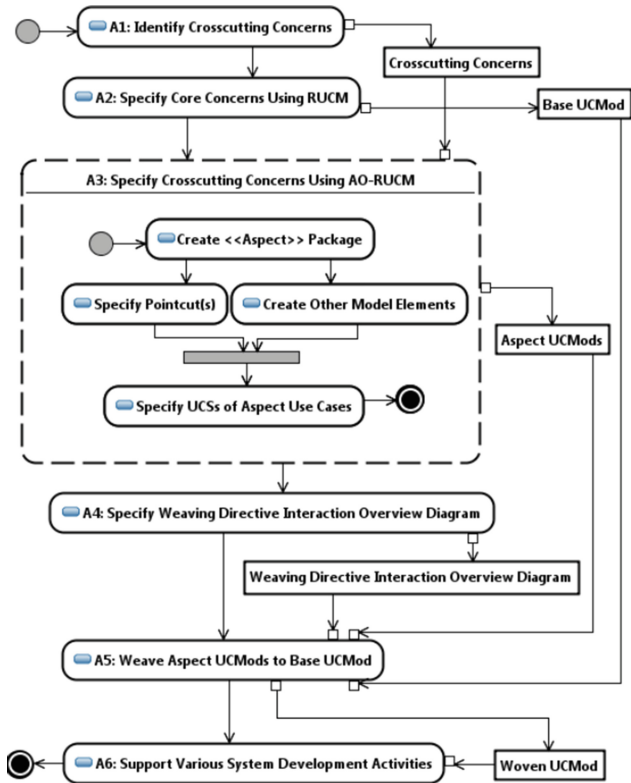 A1: Identify Crosscutting Concerns
Crosscutting Concerns
A2: Specify Core Concerns Using RUCM
Base UCMod
A3: Specify Crosscutting Concerns Using AO-RUCM
Create <<Aspect>> Package
Specify Pointcut(s)
Create Other Model Elements
Aspect UCMods
Specify UCSs of Aspect Use Cases
A4: Specify Weaving Directive Interaction Overview Diagram
Weaving Directive Interaction Overview Diagram
A5: Weave Aspect UCMods to Base UCMod
A6: Support Various System Development Activities
Woven UCMod